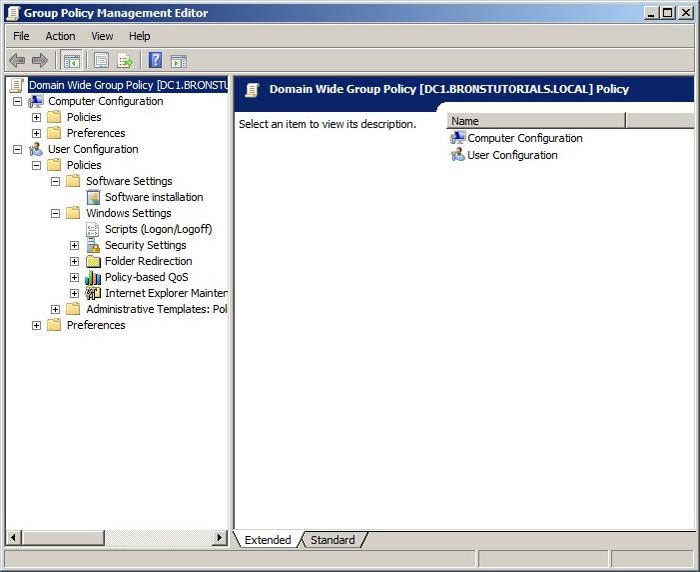 Group Policy Management Editor
File Action View Help
Domain Wide Group Policy [DC1.BRONSTU
Computer Configuration
Policies
Preferences
User Configuration
Policies
Software Settings
Software installation
Windows Settings
Scripts (Logon/Logoff)
Security Settings
Folder Redirection
Policy-based QoS
Internet Explorer Mainten
Administrative Templates: Pol
Preferences
Domain Wide Group Policy [DC1.BRONSTUTORIALS.LOCAL] Policy
Select an item to view its description.
Name
Computer Configuration
User Configuration
Extended Standard